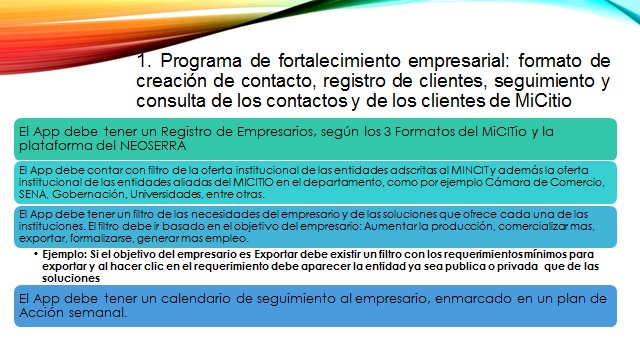 1. Programa de fortalecimiento empresarial: formato de
creación de contacto, registro de clientes, seguimiento y
consulta de los contactos y de los clientes de MiCitio
El App debe tener un Registro de Empresarios, según los 3 Formatos del MiCITio y la
plataforma del NEOSERRA
El App debe contar con filtro de la oferta institucional de las entidades adscritas al MINCIT y además la oferta
institucional de las entidades aliadas del MICITIO en el departamento, como por ejemplo Cámara de Comercio,
SENA, Gobernación, Universidades, entre otras.
El App debe tener un filtro de las necesidades del empresario y de las soluciones que ofrece cada una de las
instituciones. El filtro debe ir basado en el objetivo del empresario: Aumentar la producción, comercializar mas,
exportar, formalizarse, generar mas empleo.
• Ejemplo: Si el objetivo del empresario es Exportar debe existir un filtro con los requerimientos mínimos para
exportar y al hacer clic en el requerimiento debe aparecer la entidad ya sea publica o privada que de las
soluciones
El App debe tener un calendario de seguimiento al empresario, enmarcado en un plan de
Acción semanal.